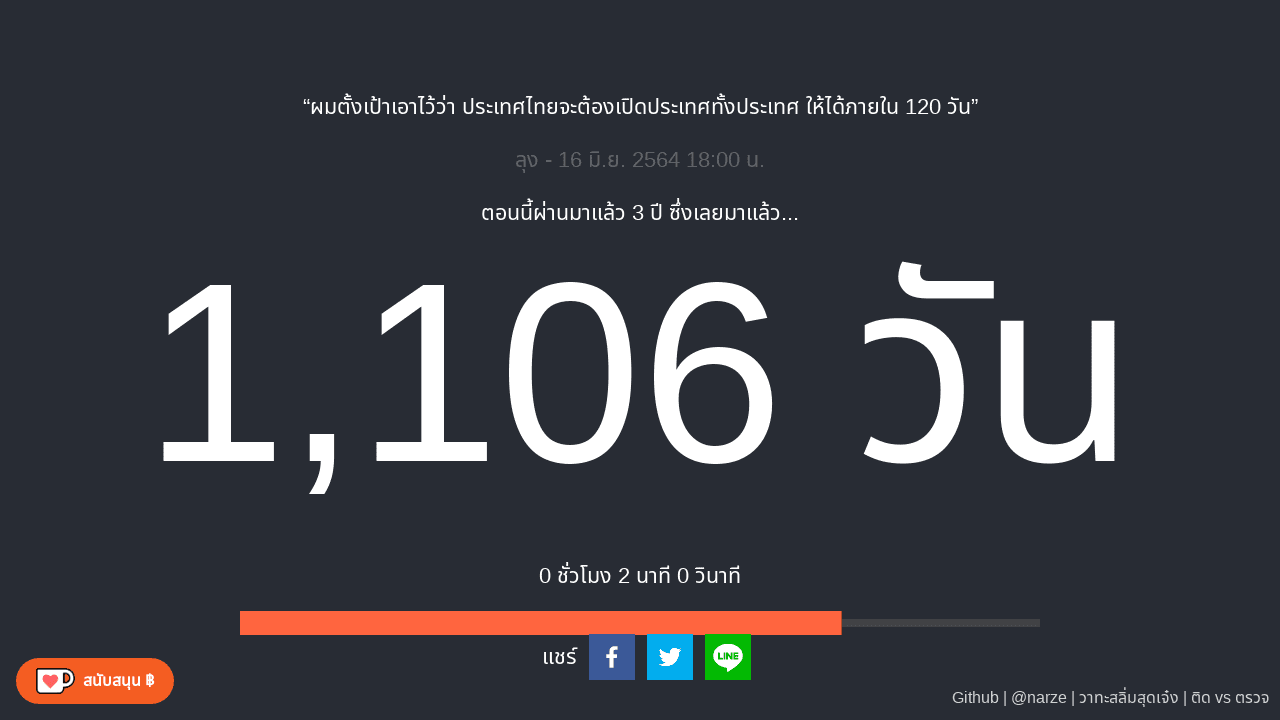 “ผมตั้งเป้าเอาไว้ว่า ประเทศไทยจะต้องเปิดประเทศทั้งประเทศ ให้ได้ภายใน 120 วัน”
ลุง - 16 มิ.ย. 2564 18:00 น.
ตอนนี้ผ่านมาแล้ว 3 ปี ซึ่งเลยมาแล้ว...
1,106 วัน
0 ชั่วโมง 2 นาที 0 วินาที
แชร์ LINE
สนับสนุน ฿
Github | @narze | วาทะสลิ่มสุดเจ๋ง | ติด vs ตรวจ